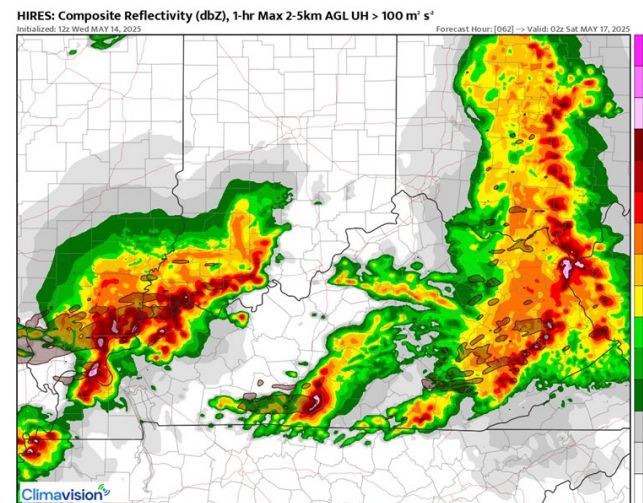 HIRES: Composite Reflectivity (dbZ), 1-hr Max 2-5km AGL UH > 100 m² s²
Initialized: 12z Wed MAY 14, 2025 Forecast Hour: [062] --> Valid: 02z Sat MAY 17, 2025
Climavision